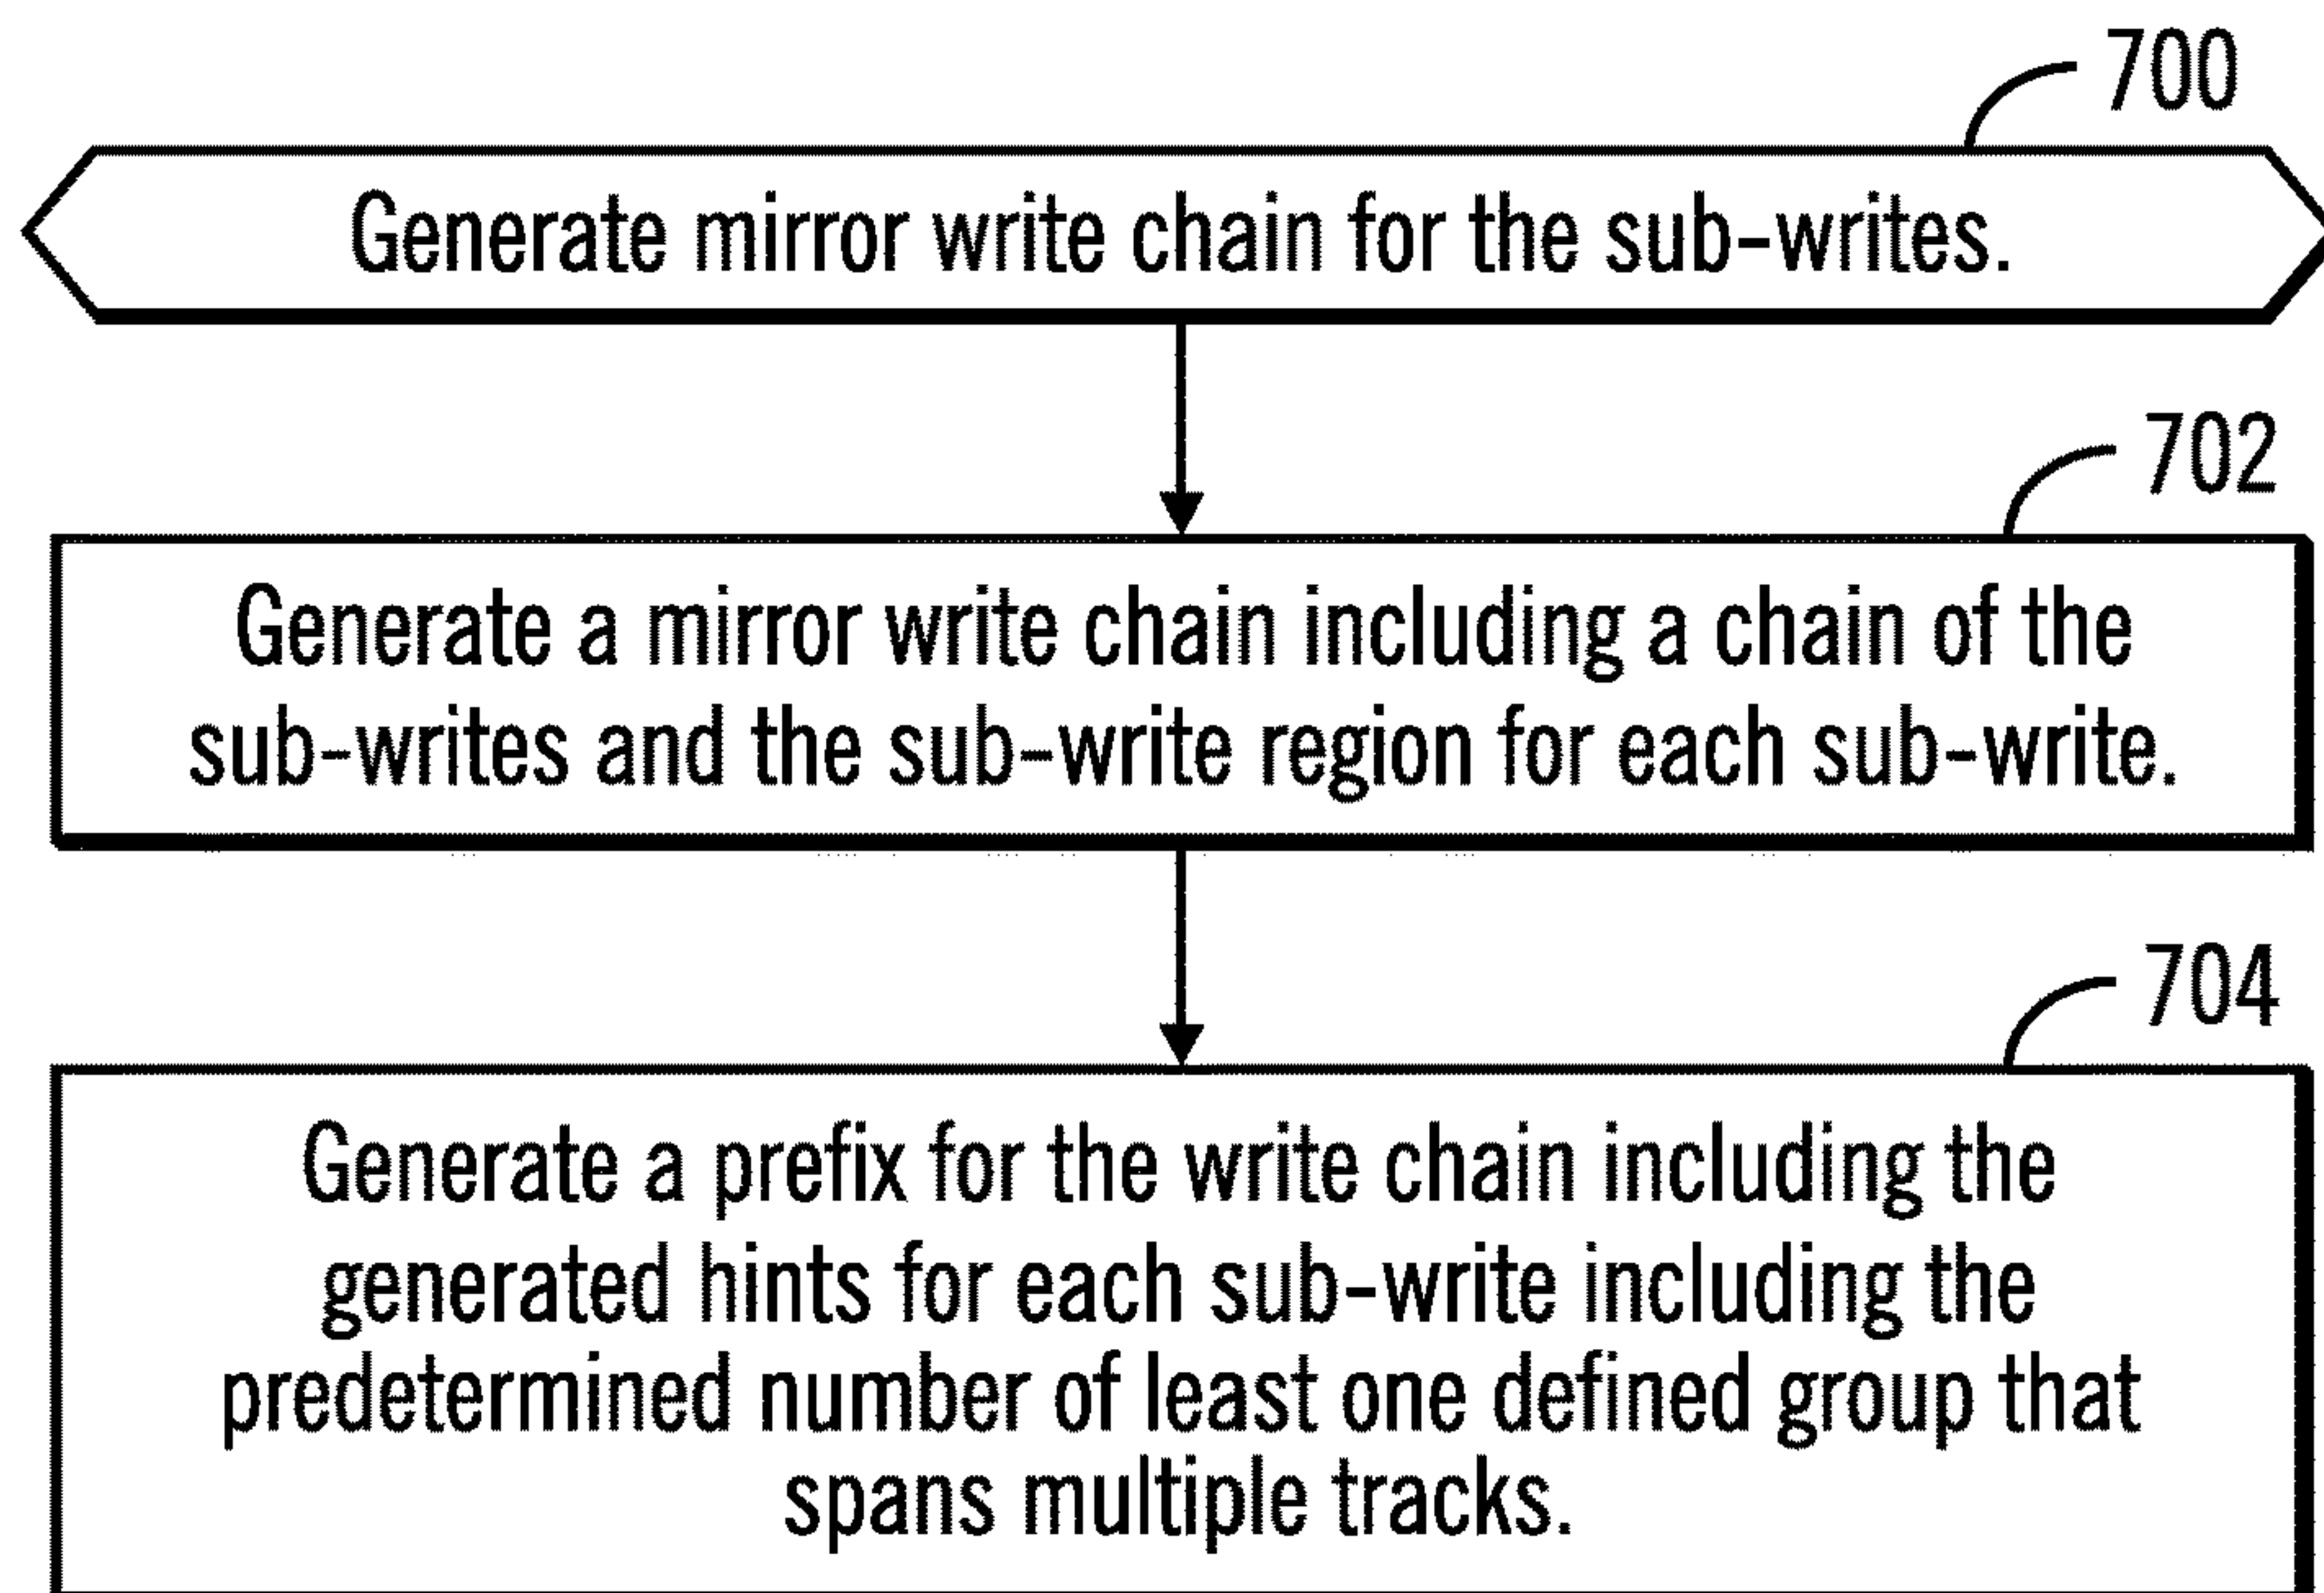 700
Generate mirror write chain for the sub-writes.
702
Generate a mirror write chain including a chain of the
sub-writes and the sub-write region for each sub-write.
704
Generate a prefix for the write chain including the
generated hints for each sub-write including the
predetermined number of least one defined group that
spans multiple tracks.